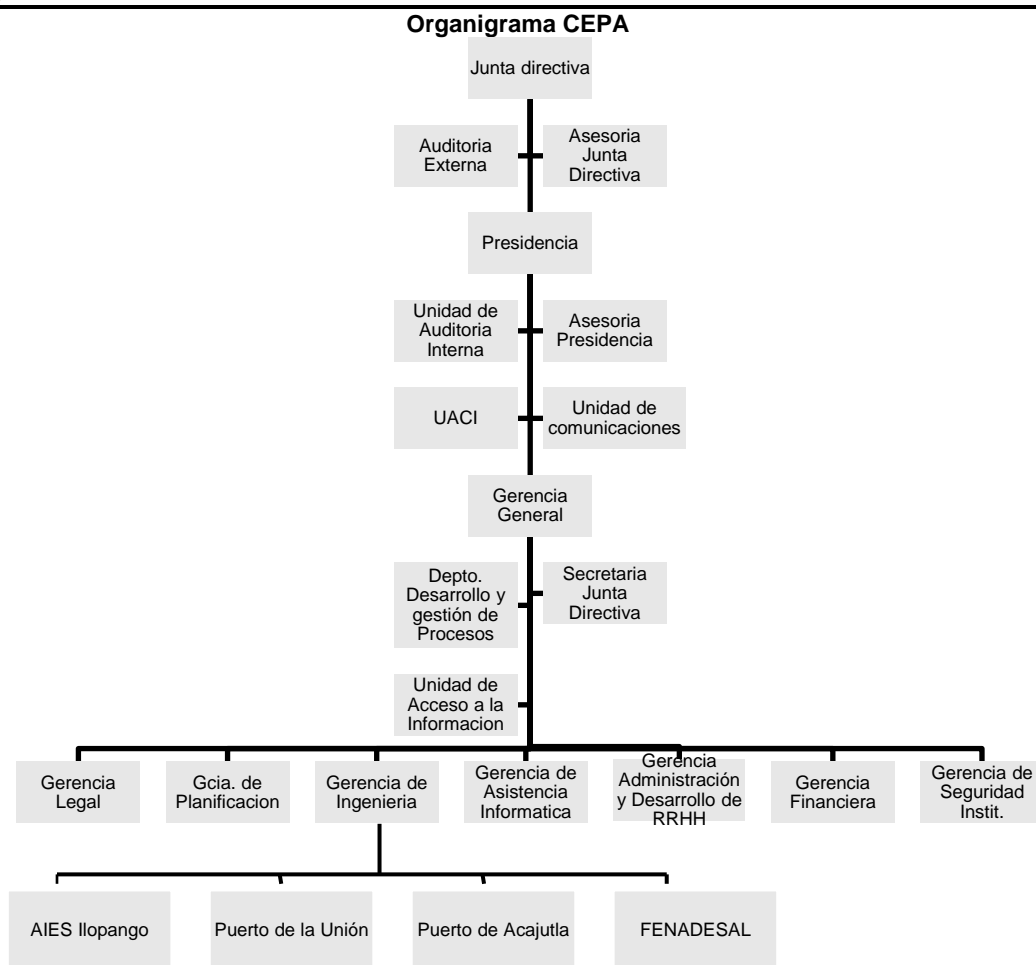 Organigrama CEPA
Junta directiva
Auditoria
Externa
Asesoria
Junta
Directiva
Presidencia
Unidad de
Auditoria
Interna
Asesoria
Presidencia
UACI
Unidad de
comunicaciones
Gerencia
General
Depto.
Desarrollo y
gestión de
Procesos
Secretaria
Junta
Directiva
Unidad de
Acceso a la
Informacion
Gerencia
Legal
Gcia. de
Planificacion
Gerencia de
Ingenieria
Gerencia de
Asistencia
Informatica
Gerencia
Administración
y Desarrollo de
RRHH
Gerencia
Financiera
Gerencia de
Seguridad
Instit.
AIES Ilopango
Puerto de la Unión
Puerto de Acajutla
FENADESAL